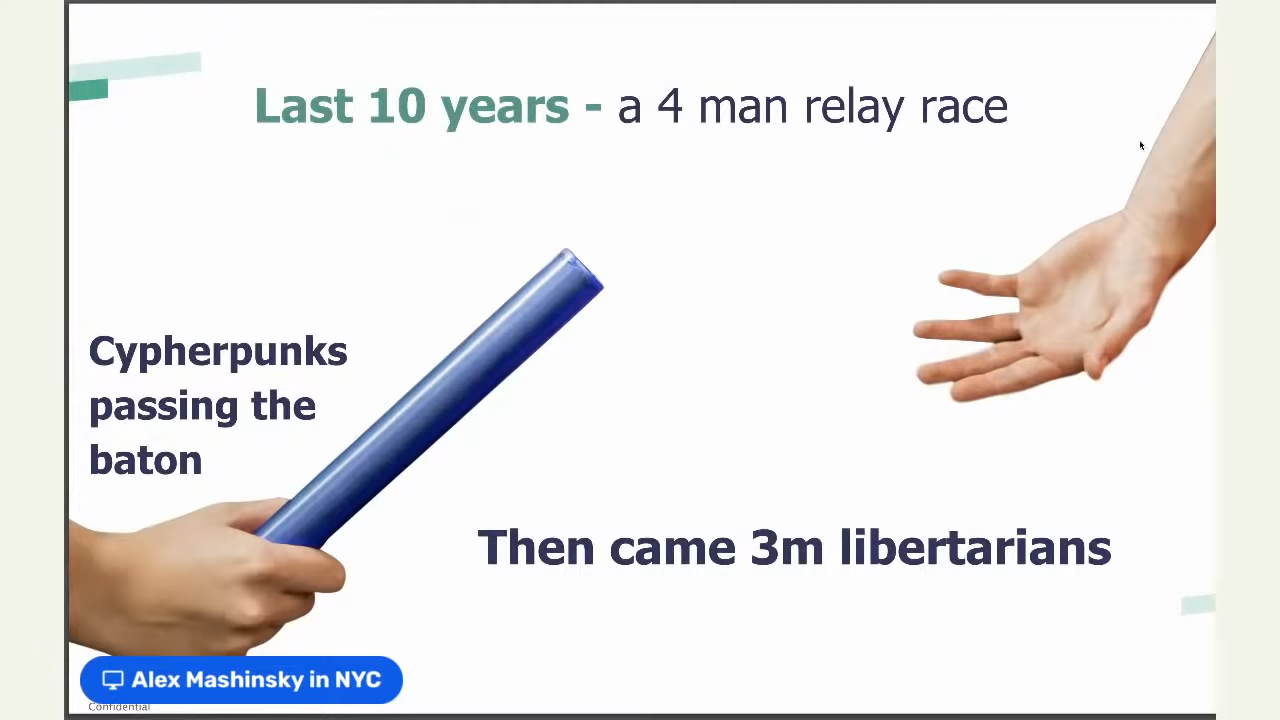 Last 10 years - a 4 man relay race
Cypherpunks
passing the
baton
Then came 3m libertarians
Alex Mashinsky in NYC
Confidential